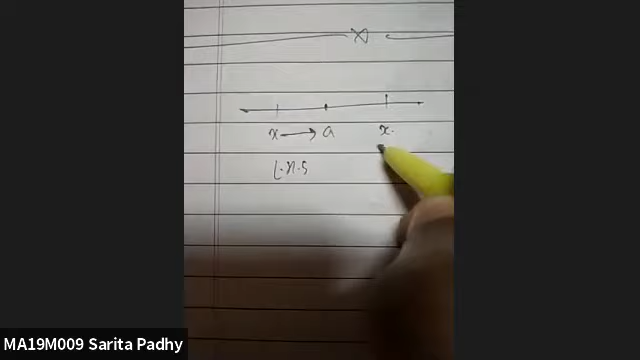 x → a x.
L.H.S
MA19M009 Sarita Padhy